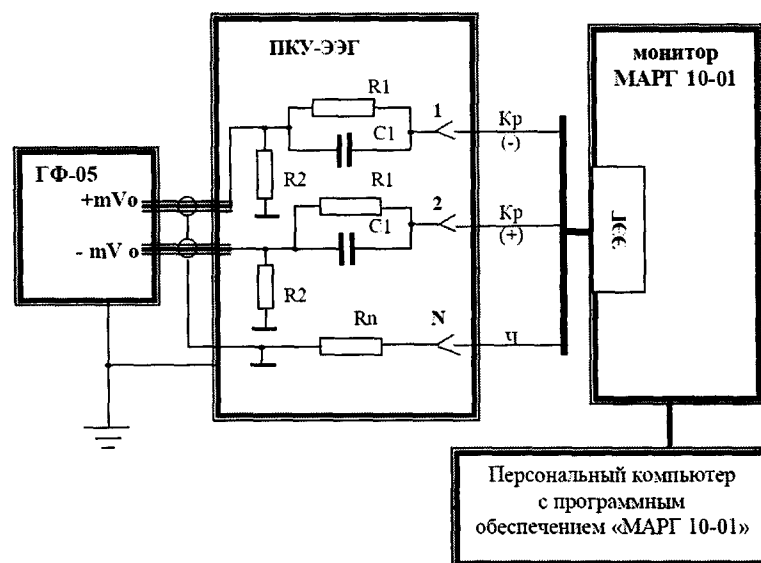 ПКУ-ЭЭГ
монитор
МАРГ 10-01
R1
1
Кр
(-)
C1
ГФ-05
+mVo
R2
R1
2
Кр
(+)
C1
ЭЭГ
- mV o
R2
Rn
N
Ч
Персональный компьютер
с программным
обеспечением «МАРГ 10-01»